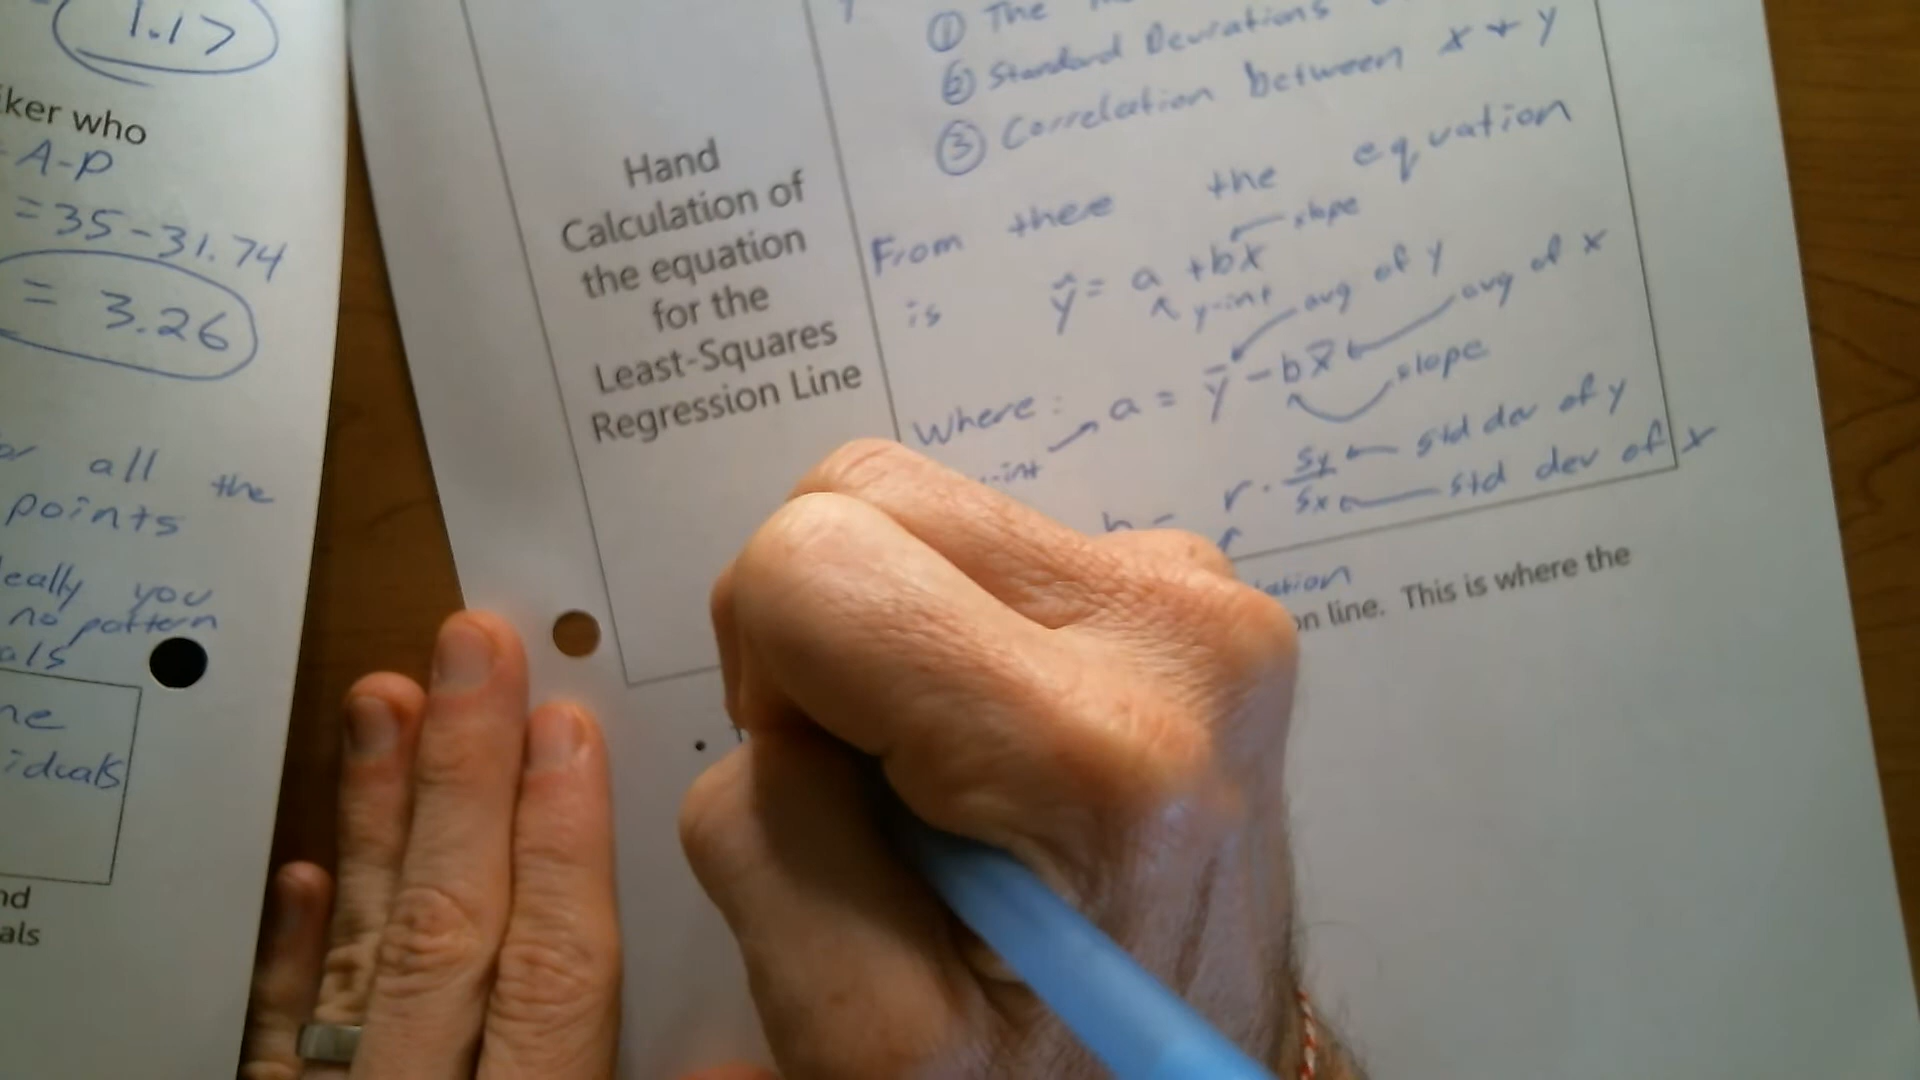 1.17
iker who
A-P
=35-31.74
= 3.26
all the
points
eally you
no pattern
als
ne
iduals
nd
als
① The
② Standard Deviations
③ Correlation between x + y
Hand
Calculation of
the equation
for the
Least-Squares
Regression Line
From these the equation
is ŷ = a + bx
slope
y-int
avg of y
avg of x
Where: a = ȳ - bx̄
slope
-int
b = r · sy/sx
std dev of y
std dev of x
r
lation
on line. This is where the
•